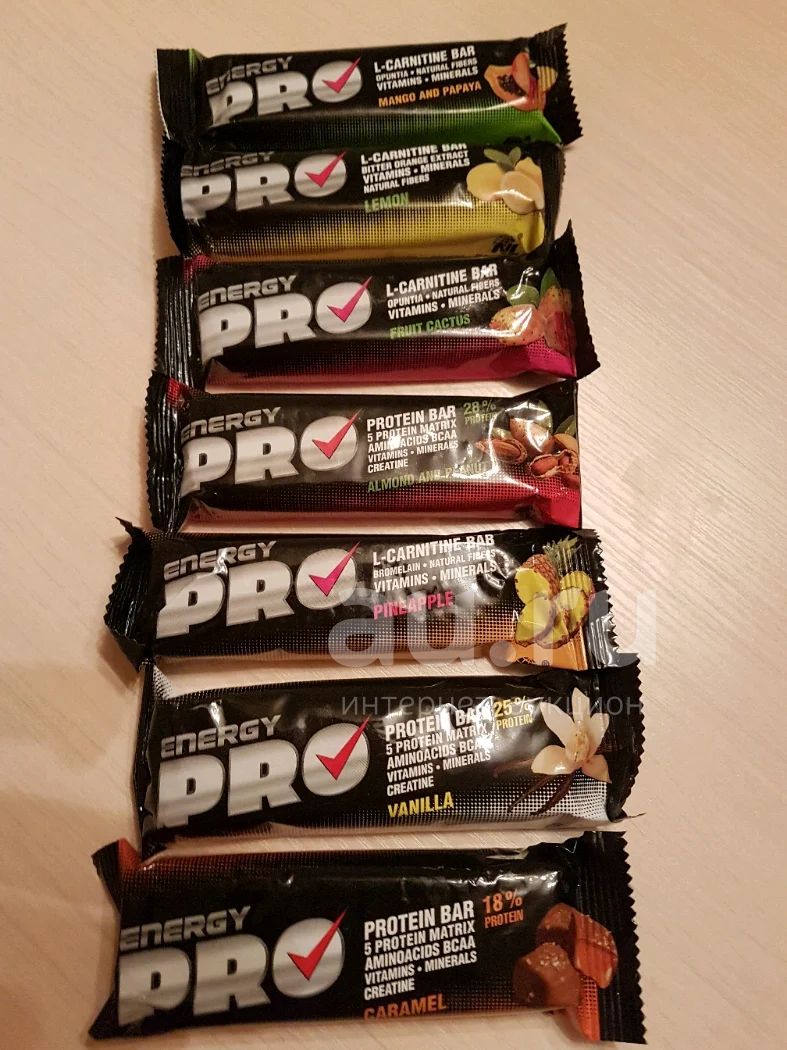 ENERGY
PRO
L-CARNITINE BAR
OPUNTIA • NATURAL FIBERS
VITAMINS • MINERALS
MANGO AND PAPAYA
ENERGY
PRO
L-CARNITINE BAR
BITTER ORANGE EXTRACT
VITAMINS • MINERALS
NATURAL FIBERS
LEMON
ENERGY
PRO
L-CARNITINE BAR
OPUNTIA • NATURAL FIBERS
VITAMINS • MINERALS
FRUIT CACTUS
ENERGY
PRO
PROTEIN BAR
5 PROTEIN MATRIX
AMINOACIDS BCAA
VITAMINS • MINERALS
CREATINE
ALMOND AND PEANUT
28%
PROTEIN
ENERGY
PRO
L-CARNITINE BAR
BROMELAIN • NATURAL FIBERS
VITAMINS • MINERALS
PINEAPPLE
au.ru
интернет-аукцион
ENERGY
PRO
PROTEIN BAR
5 PROTEIN MATRIX
AMINOACIDS BCAA
VITAMINS • MINERALS
CREATINE
VANILLA
25%
PROTEIN
ENERGY
PRO
PROTEIN BAR
5 PROTEIN MATRIX
AMINOACIDS BCAA
VITAMINS • MINERALS
CREATINE
CARAMEL
18%
PROTEIN